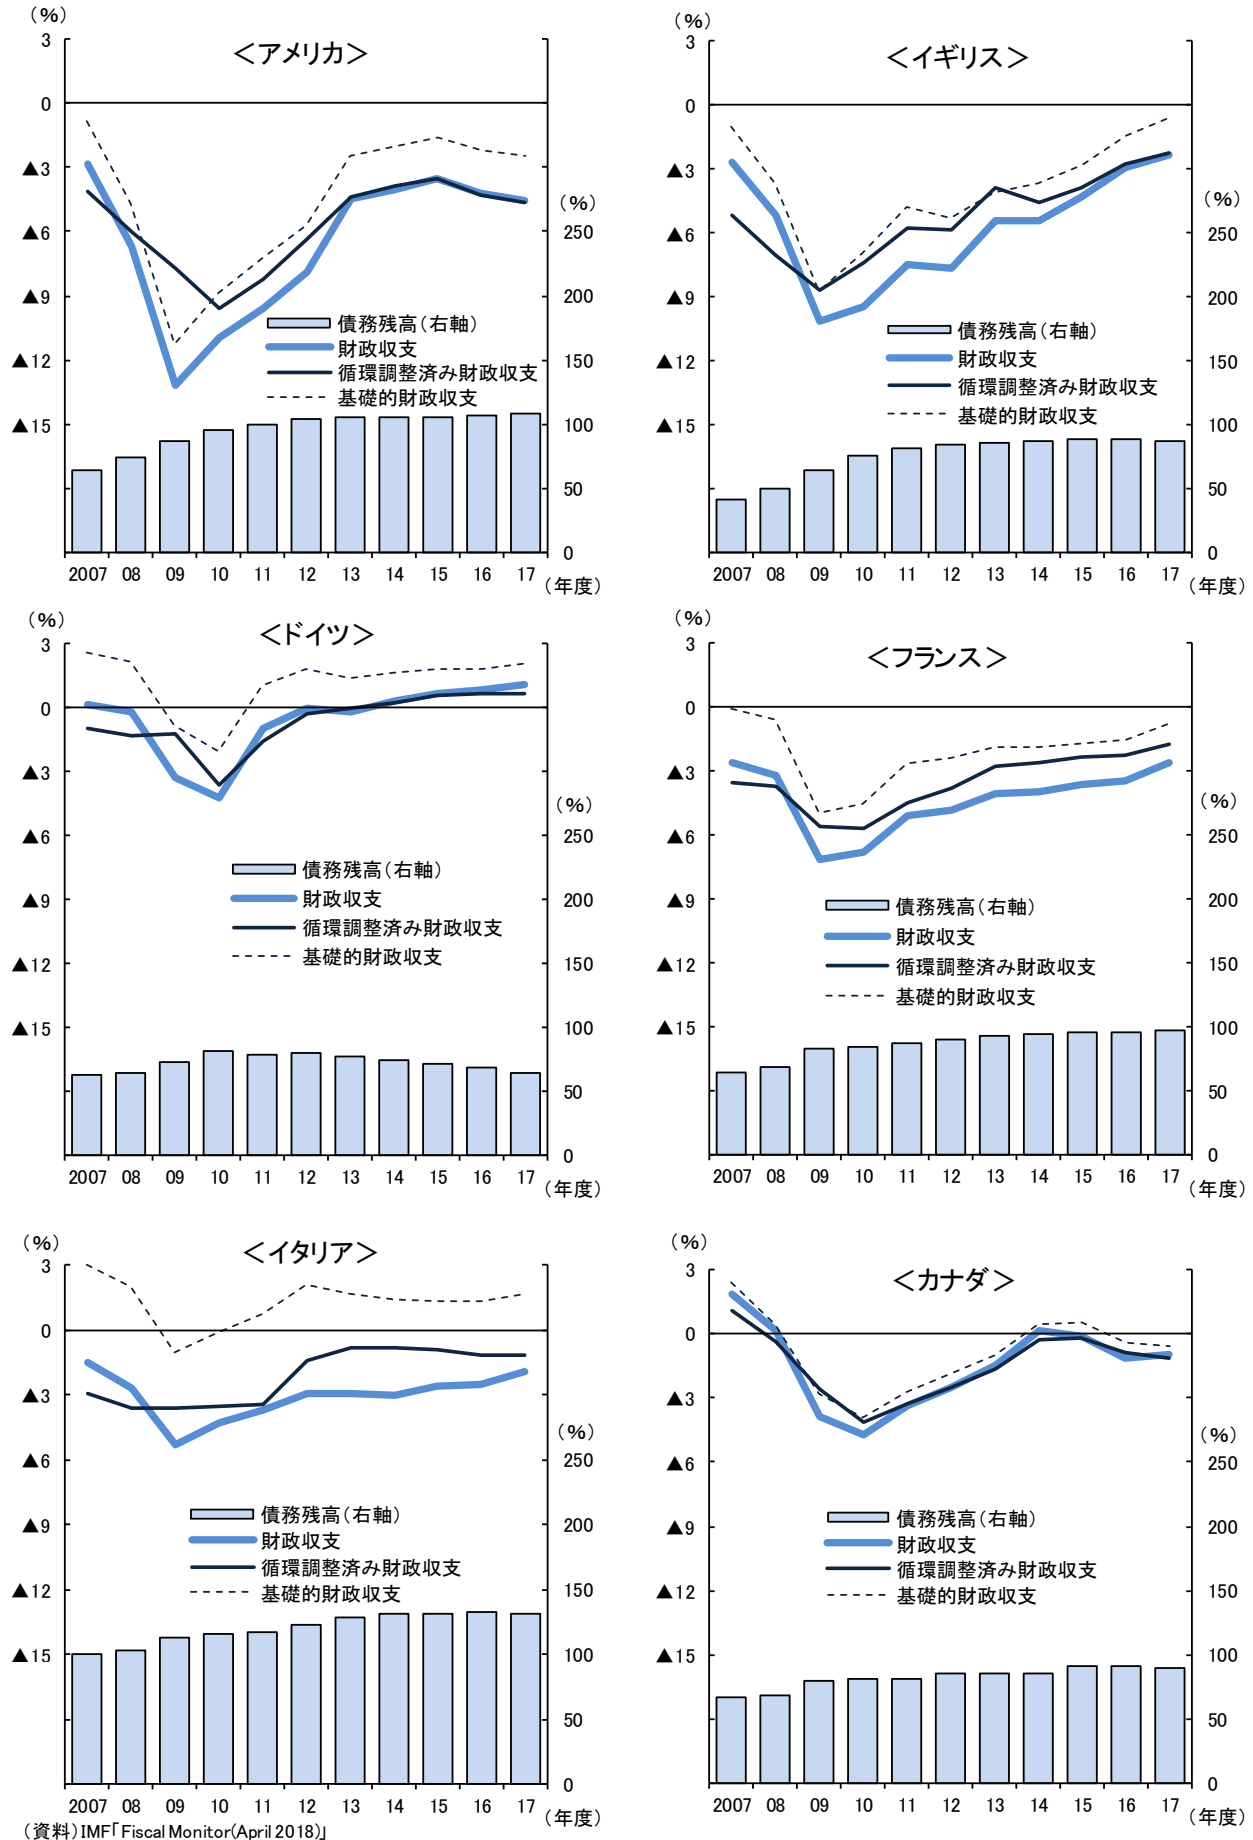 （％）
＜アメリカ＞
3
0
▲3
▲6
▲9
▲12
▲15
（％）
250
200
150
100
50
0
債務残高（右軸）
財政収支
循環調整済み財政収支
基礎的財政収支
2007 08 09 10 11 12 13 14 15 16 17
（年度）
（％）
＜イギリス＞
3
0
▲3
▲6
▲9
▲12
▲15
（％）
250
200
150
100
50
0
債務残高（右軸）
財政収支
循環調整済み財政収支
基礎的財政収支
2007 08 09 10 11 12 13 14 15 16 17
（年度）
（％）
＜ドイツ＞
3
0
▲3
▲6
▲9
▲12
▲15
（％）
250
200
150
100
50
0
債務残高（右軸）
財政収支
循環調整済み財政収支
基礎的財政収支
2007 08 09 10 11 12 13 14 15 16 17
（年度）
（％）
＜フランス＞
3
0
▲3
▲6
▲9
▲12
▲15
（％）
250
200
150
100
50
0
債務残高（右軸）
財政収支
循環調整済み財政収支
基礎的財政収支
2007 08 09 10 11 12 13 14 15 16 17
（年度）
（％）
＜イタリア＞
3
0
▲3
▲6
▲9
▲12
▲15
（％）
250
200
150
100
50
0
債務残高（右軸）
財政収支
循環調整済み財政収支
基礎的財政収支
2007 08 09 10 11 12 13 14 15 16 17
（年度）
（％）
＜カナダ＞
3
0
▲3
▲6
▲9
▲12
▲15
（％）
250
200
150
100
50
0
債務残高（右軸）
財政収支
循環調整済み財政収支
基礎的財政収支
2007 08 09 10 11 12 13 14 15 16 17
（年度）
（資料）IMF「Fiscal Monitor(April 2018)」